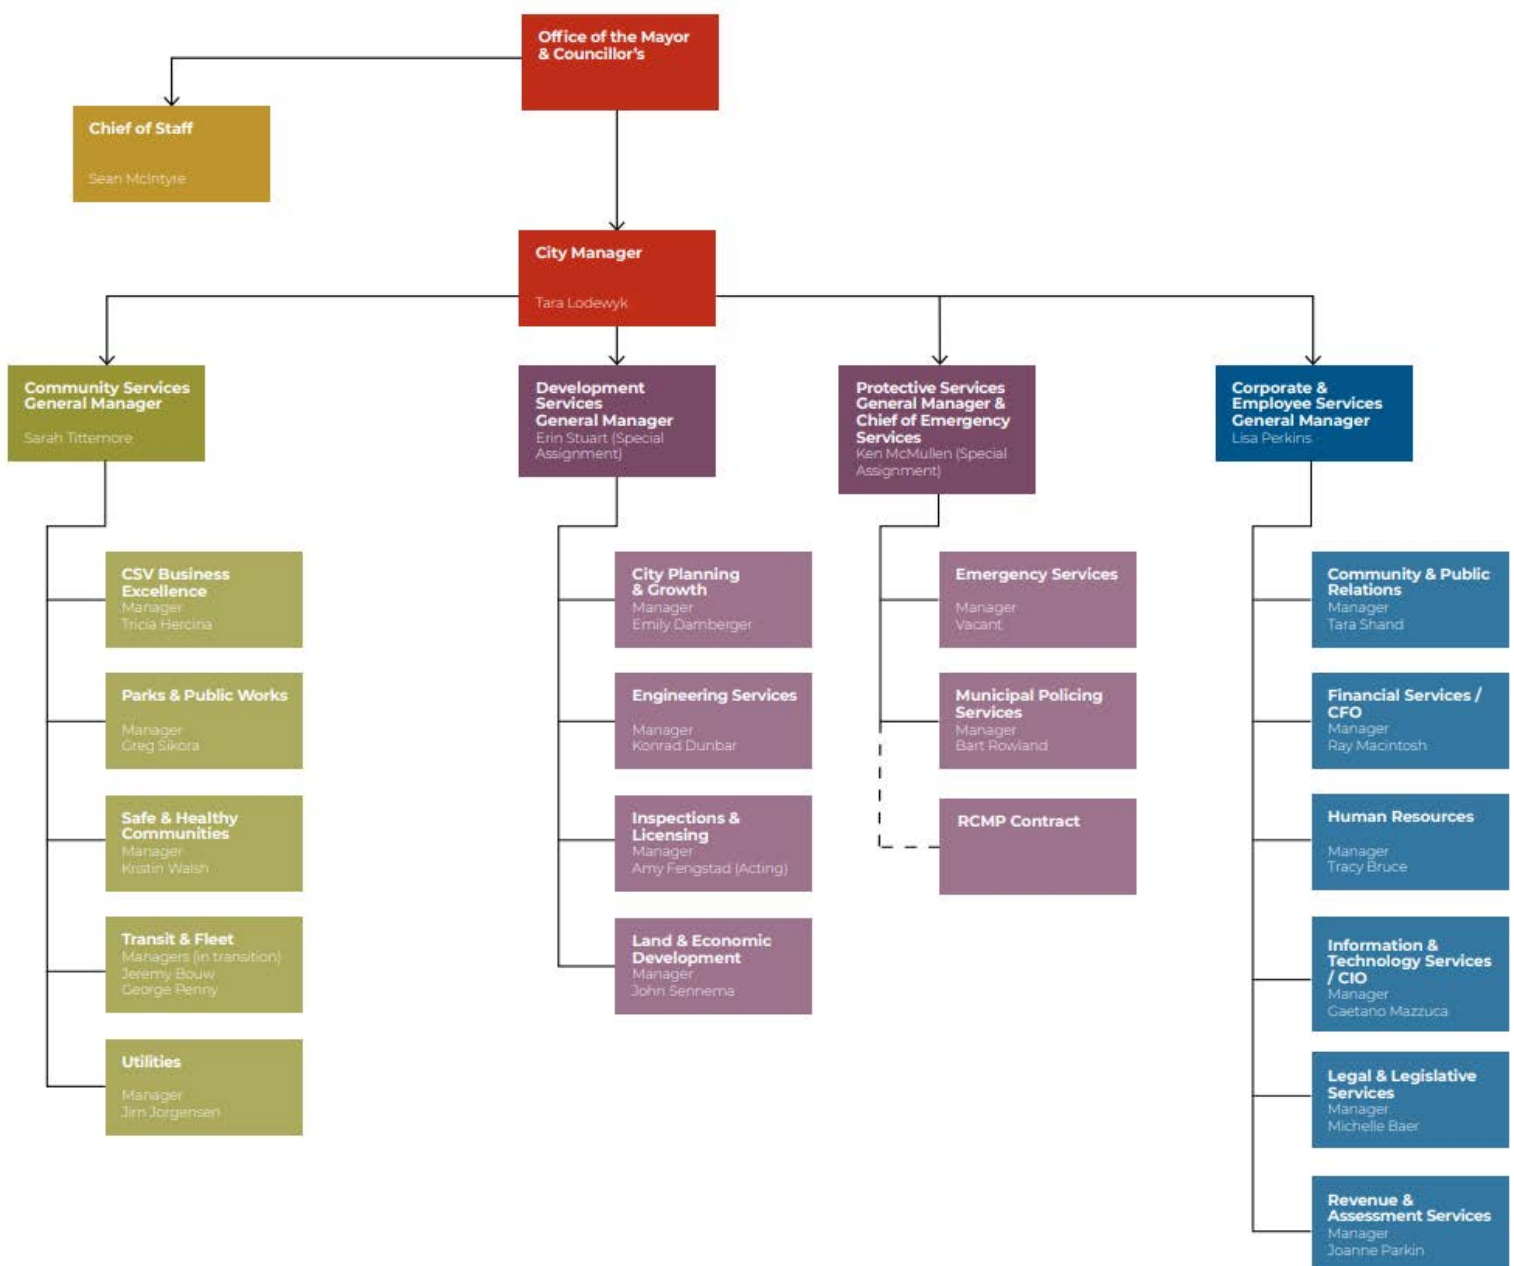 Office of the Mayor
& Councillor's
Chief of Staff
Sean McIntyre
City Manager
Tara Lodewyk
Community Services
General Manager
Sarah Tittemore
Development
Services
General Manager
Erin Stuart (Special
Assignment)
Protective Services
General Manager &
Chief of Emergency
Services
Ken McMullen (Special
Assignment)
Corporate &
Employee Services
General Manager
Lisa Perkins
CSV Business
Excellence
Manager
Tricia Hercina
Parks & Public Works
Manager
Greg Sikora
Safe & Healthy
Communities
Manager
Kristin Walsh
Transit & Fleet
Managers (in transition)
Jeremy Bouw
George Penny
Utilities
Manager
Jim Jorgensen
City Planning
& Growth
Manager
Emily Damberger
Engineering Services
Manager
Konrad Dunbar
Inspections &
Licensing
Manager
Amy Fengstad (Acting)
Land & Economic
Development
Manager
John Sennema
Emergency Services
Manager
Vacant
Municipal Policing
Services
Manager
Bart Rowland
RCMP Contract
Community & Public
Relations
Manager
Tara Shand
Financial Services /
CFO
Manager
Ray Macintosh
Human Resources
Manager
Tracy Bruce
Information &
Technology Services
/ CIO
Manager
Gaetano Mazzuca
Legal & Legislative
Services
Manager
Michelle Baer
Revenue &
Assessment Services
Manager
Joanne Parkin